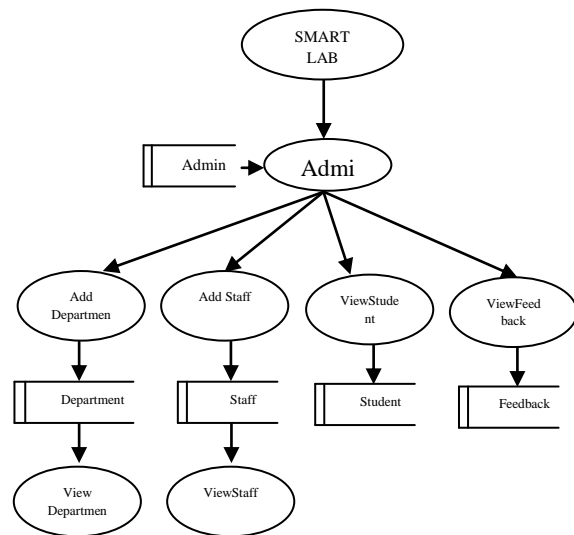 SMART
LAB
Admin
Admi
Add
Departmen
Add Staff
ViewStude
nt
ViewFeed
back
Department
Staff
Student
Feedback
View
Departmen
ViewStaff